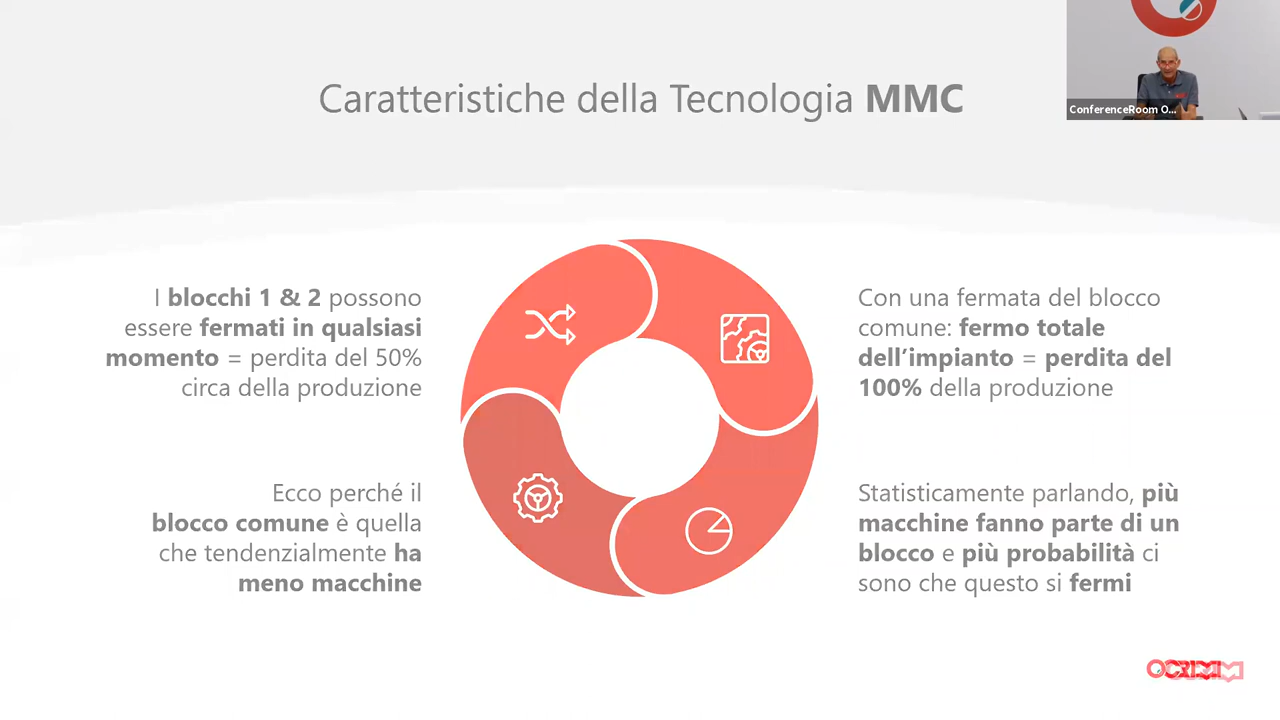 Caratteristiche della Tecnologia MMC
ConferenceRoom O...
I blocchi 1 & 2 possono
essere fermati in qualsiasi
momento = perdita del 50%
circa della produzione
Con una fermata del blocco
comune: fermo totale
dell’impianto = perdita del
100% della produzione
Ecco perché il
blocco comune è quella
che tendenzialmente ha
meno macchine
Statisticamente parlando, più
macchine fanno parte di un
blocco e più probabilità ci
sono che questo si fermi